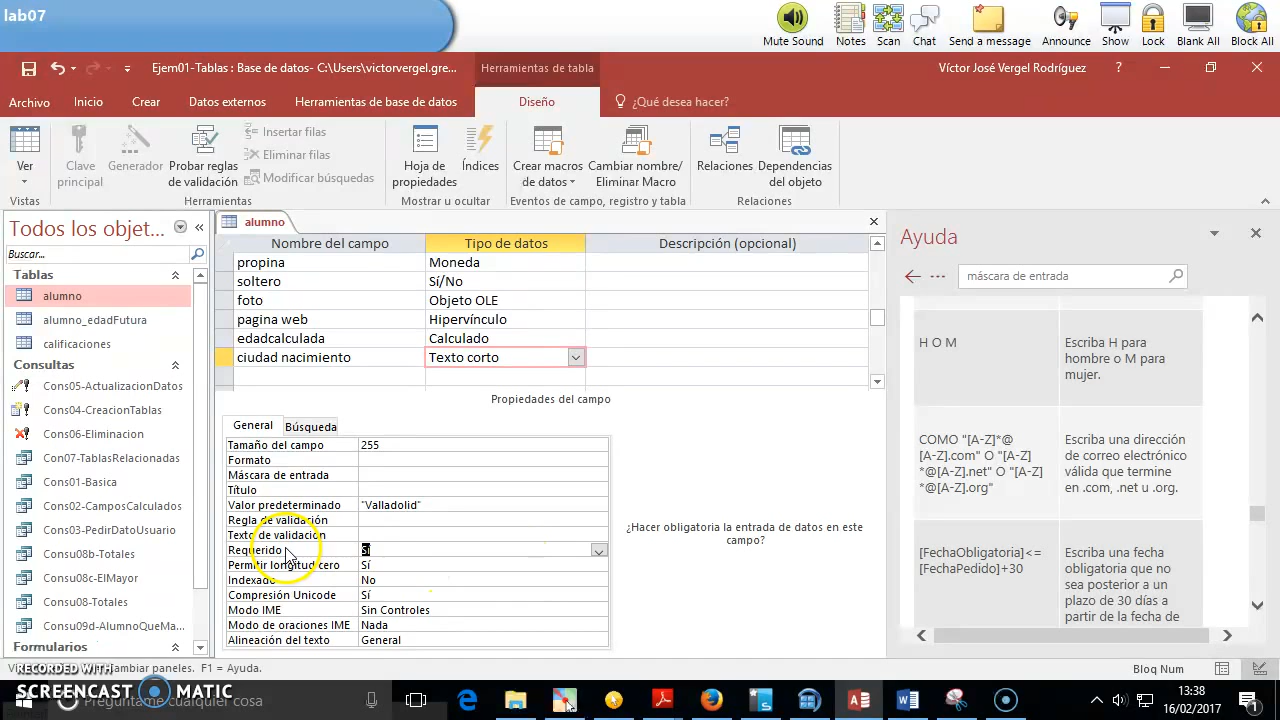 lab07
Mute Sound
Notes
Scan
Chat
Send a message
Announce
Show
Lock
Blank All
Block All
Ejem01-Tablas : Base de datos- C:\Users\victorvergel.gre...
Herramientas de tabla
Víctor José Vergel Rodríguez
?
Archivo
Inicio
Crear
Datos externos
Herramientas de base de datos
Diseño
¿Qué desea hacer?
Ver
Clave
principal
Generador
Probar reglas
de validación
Insertar filas
Eliminar filas
Modificar búsquedas
Hoja de
propiedades
Índices
Crear macros
de datos
Cambiar nombre/
Eliminar Macro
Relaciones
Dependencias
del objeto
Vistas
Herramientas
Mostrar u ocultar
Eventos de campo, registro y tabla
Relaciones
Todos los objet...
Buscar...
Tablas
alumno
alumno_edadFutura
calificaciones
Consultas
Cons05-ActualizacionDatos
Cons04-CreacionTablas
Cons06-Eliminacion
Con07-TablasRelacionadas
Cons01-Basica
Cons02-CamposCalculados
Cons03-PedirDatoUsuario
Consu08b-Totales
Consu08c-ElMayor
Consu08-Totales
Consu09d-AlumnoQueMa...
Formularios
alumno
Nombre del campo
Tipo de datos
Descripción (opcional)
propina
Moneda
soltero
Sí/No
foto
Objeto OLE
pagina web
Hipervínculo
edadcalculada
Calculado
ciudad nacimiento
Texto corto
Propiedades del campo
General
Búsqueda
Tamaño del campo
255
Formato
Máscara de entrada
Título
Valor predeterminado
"Valladolid"
Regla de validación
Texto de validación
Requerido
Sí
Permitir longitud cero
Sí
Indexado
No
Compresión Unicode
Sí
Modo IME
Sin Controles
Modo de oraciones IME
Nada
Alineación del texto
General
¿Hacer obligatoria la entrada de datos en este
campo?
Ayuda
máscara de entrada
H O M
Escriba H para
hombre o M para
mujer.
COMO "[A-Z]*@
[A-Z].com" O "[A-Z]
*@[A-Z].net" O "[A-Z]
*@[A-Z].org"
Escriba una dirección
de correo electrónico
válida que termine
en .com, .net u .org.
[FechaObligatoria]<=
[FechaPedido]+30
Escriba una fecha
obligatoria que no
sea posterior a un
plazo de 30 días a
partir de la fecha de
Cambiar paneles. F1 = Ayuda.
Bloq Num
RECORDED WITH
SCREENCAST MATIC
Pregúntame cualquier cosa
13:38
16/02/2017
1